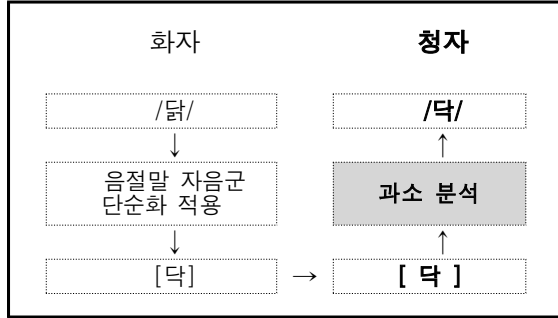 화자 청자
/닭/ /닥/
↓ ↑
음절말 자음군
단순화 적용
과소 분석
↓ ↑
[닥] → [ 닥 ]